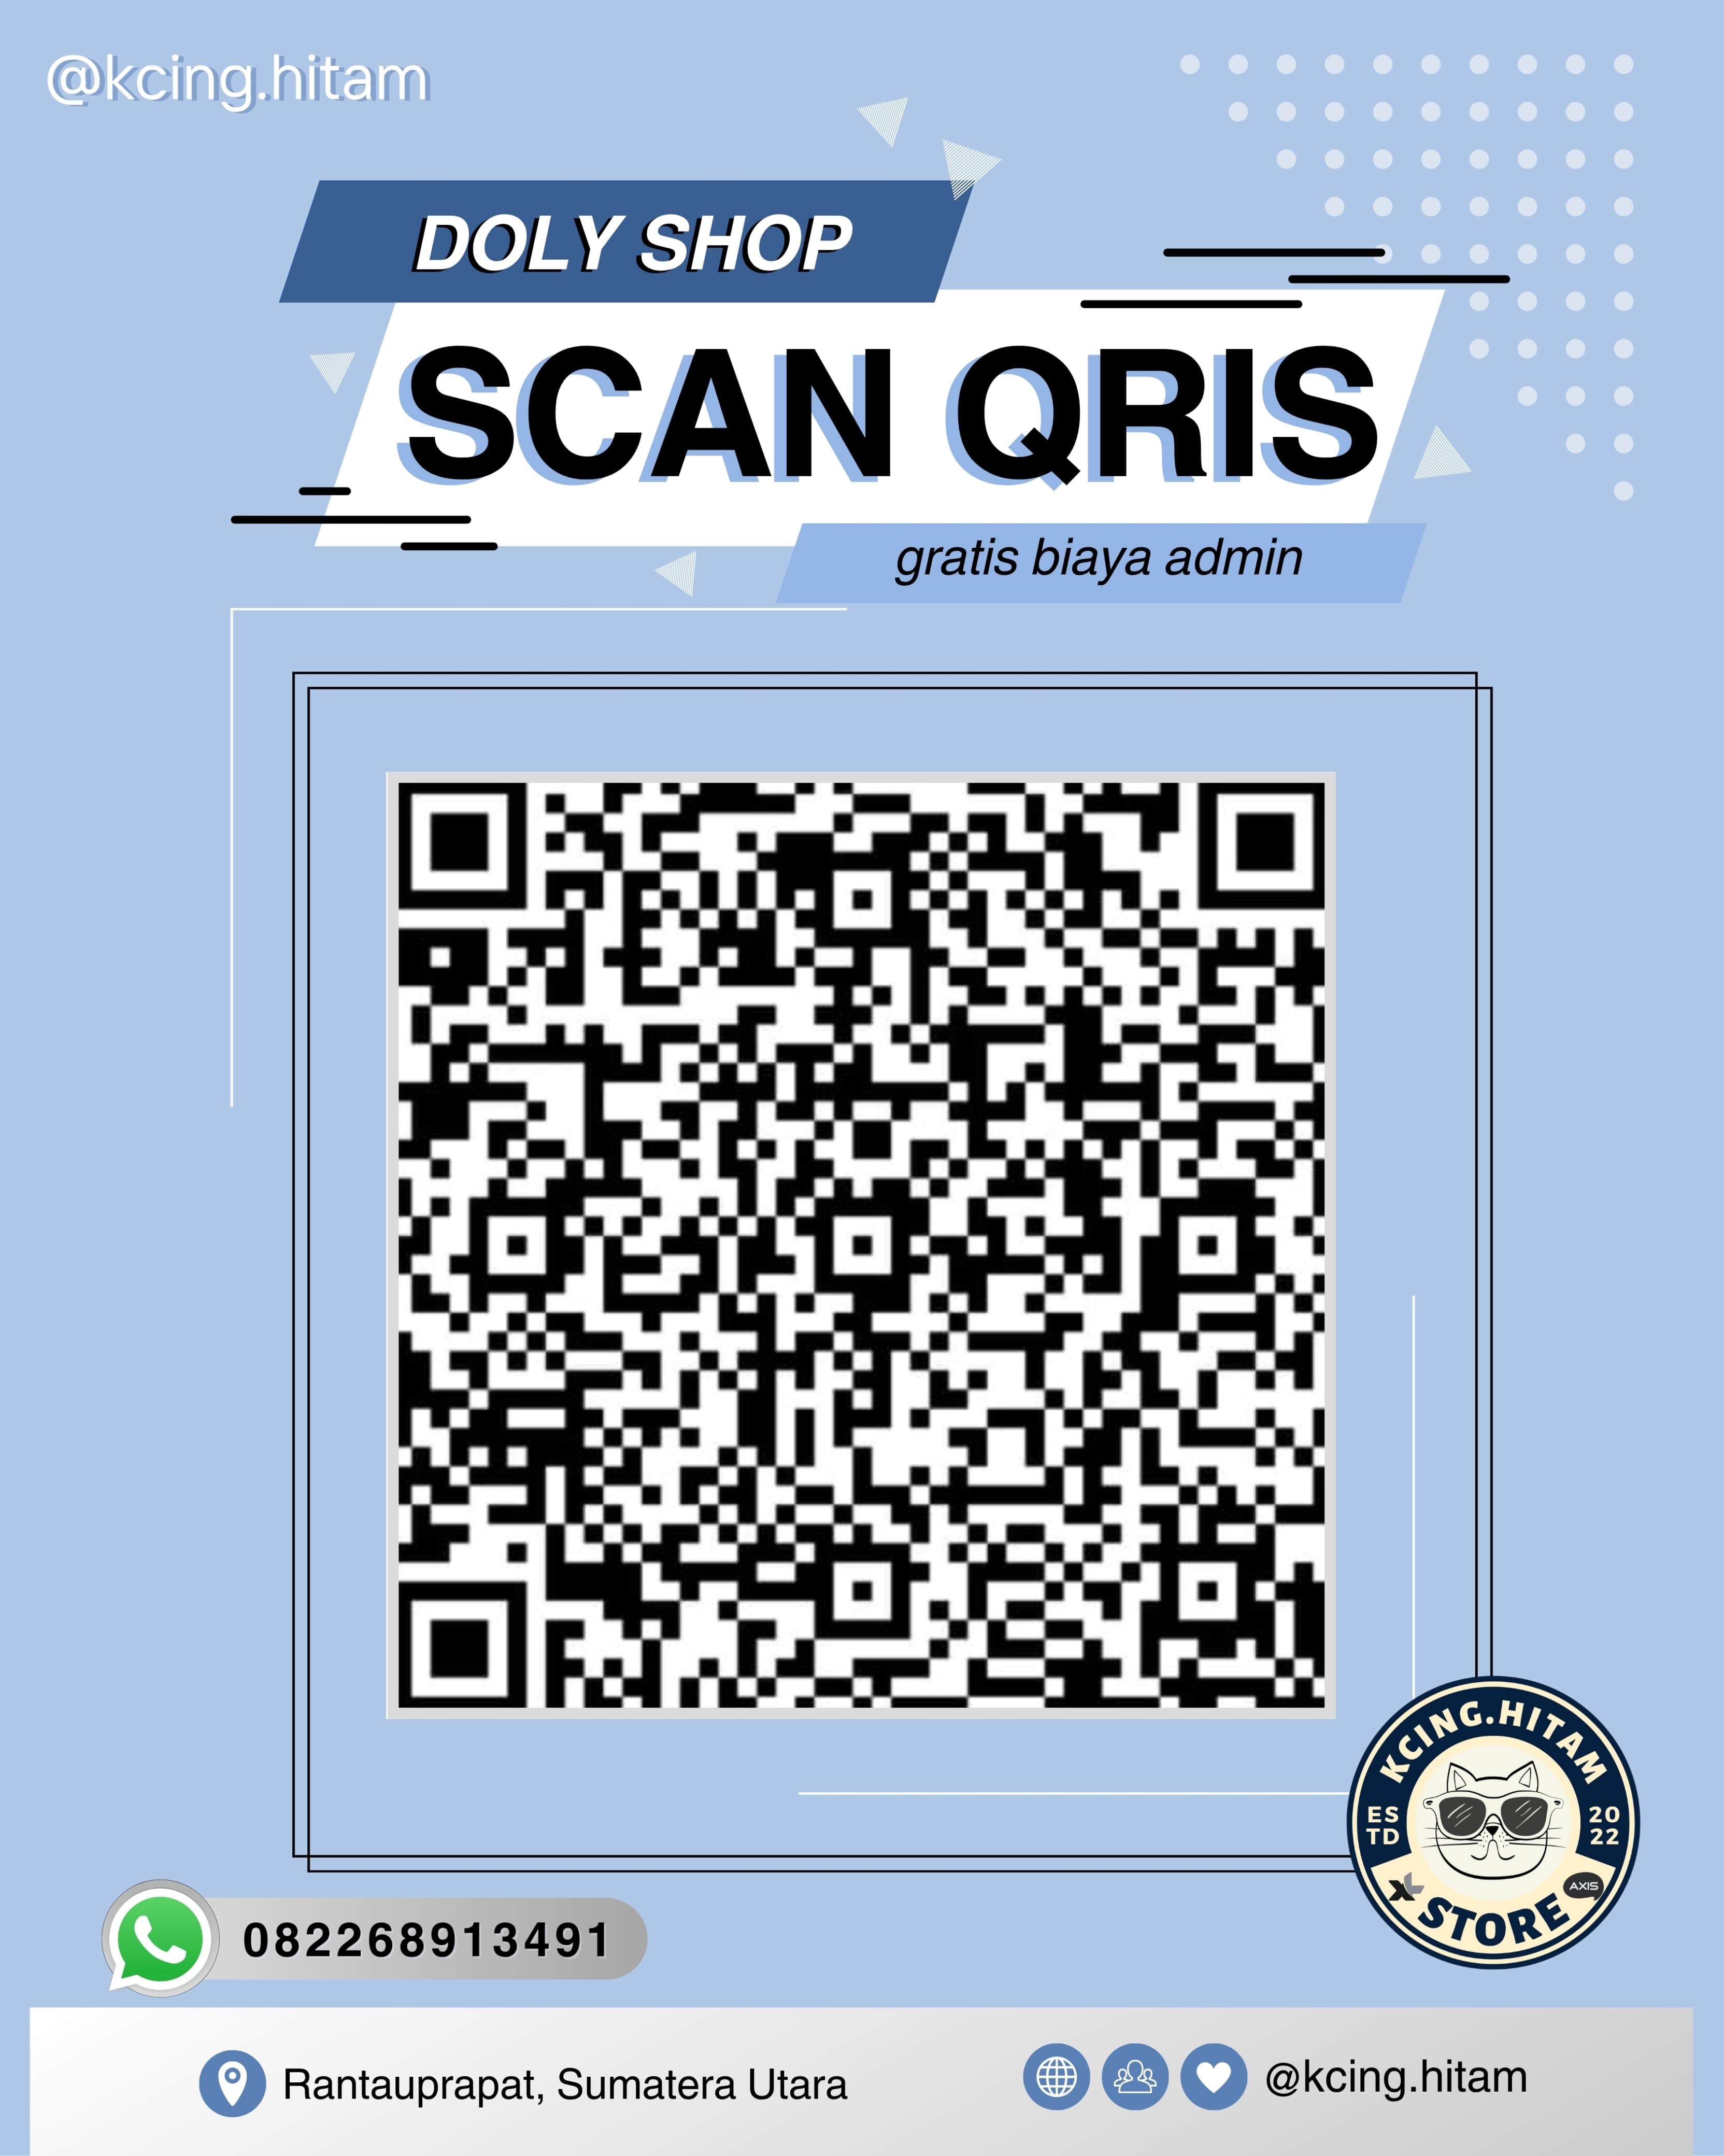 @kcing.hitam
DOLY SHOP
SCAN QRIS
gratis biaya admin
KCING.HITAM
ES
TD
20
22
XL
AXIS
STORE
082268913491
Rantauprapat, Sumatera Utara
@kcing.hitam